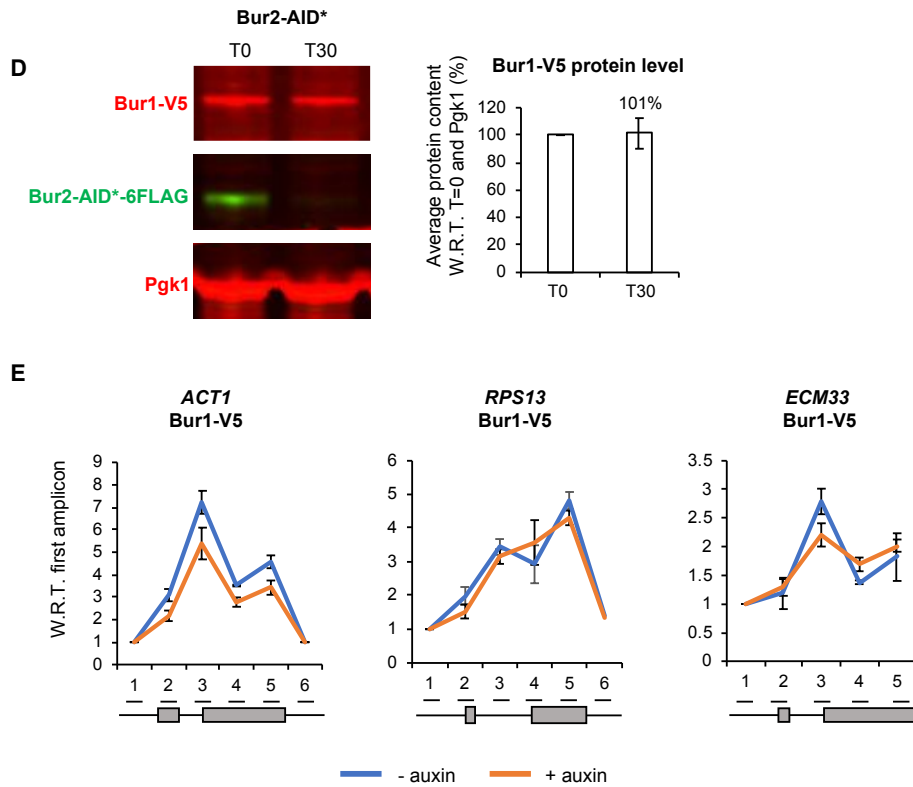 Bur2-AID*
T0 T30
D
Bur1-V5
Bur2-AID*-6FLAG
Pgk1
Bur1-V5 protein level
Average protein content
W.R.T. T=0 and Pgk1 (%)
120
100
80
60
40
20
0
101%
T0 T30
E
ACT1
Bur1-V5
W.R.T. first amplicon
9
8
7
6
5
4
3
2
1
0
1 2 3 4 5 6
RPS13
Bur1-V5
6
5
4
3
2
1
0
1 2 3 4 5 6
ECM33
Bur1-V5
3.5
3
2.5
2
1.5
1
0.5
0
1 2 3 4 5
- auxin + auxin